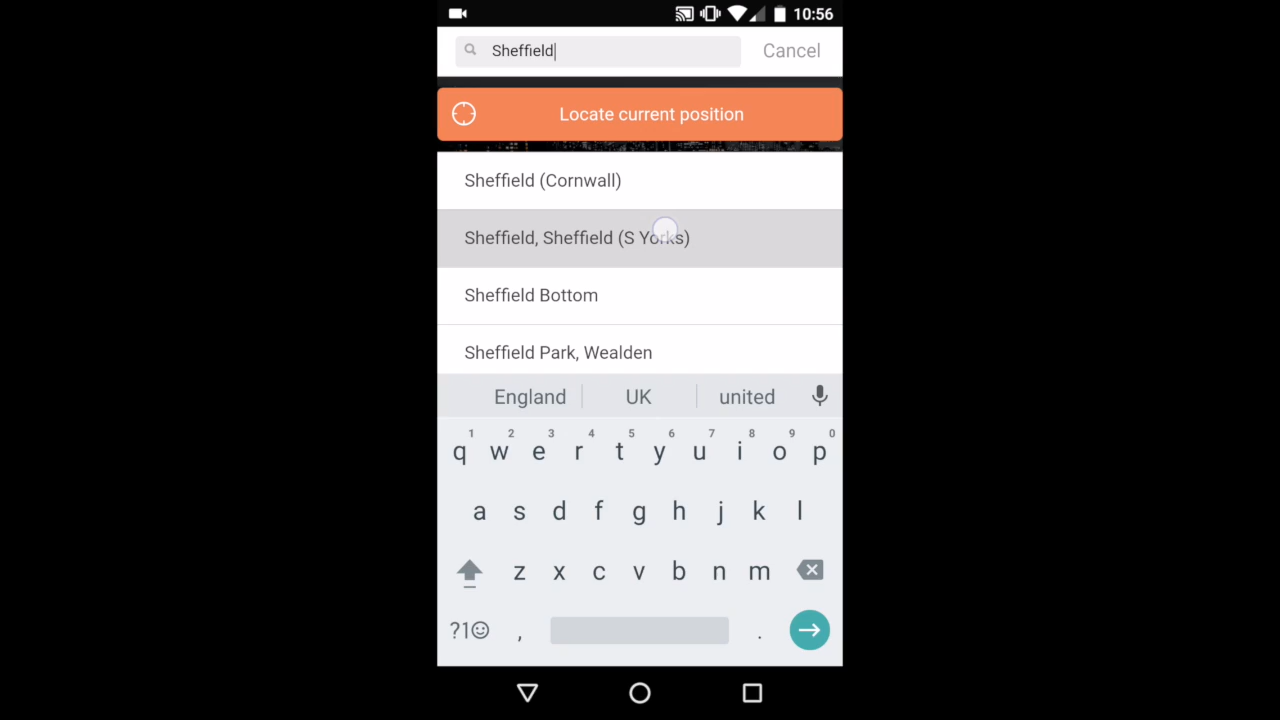 10:56
Sheffield
Cancel
Locate current position
Sheffield (Cornwall)
Sheffield, Sheffield (S Yorks)
Sheffield Bottom
Sheffield Park, Wealden
England UK united
1 2 3 4 5 6 7 8 9 0
q w e r t y u i o p
a s d f g h j k l
z x c v b n m
?1☺ , .